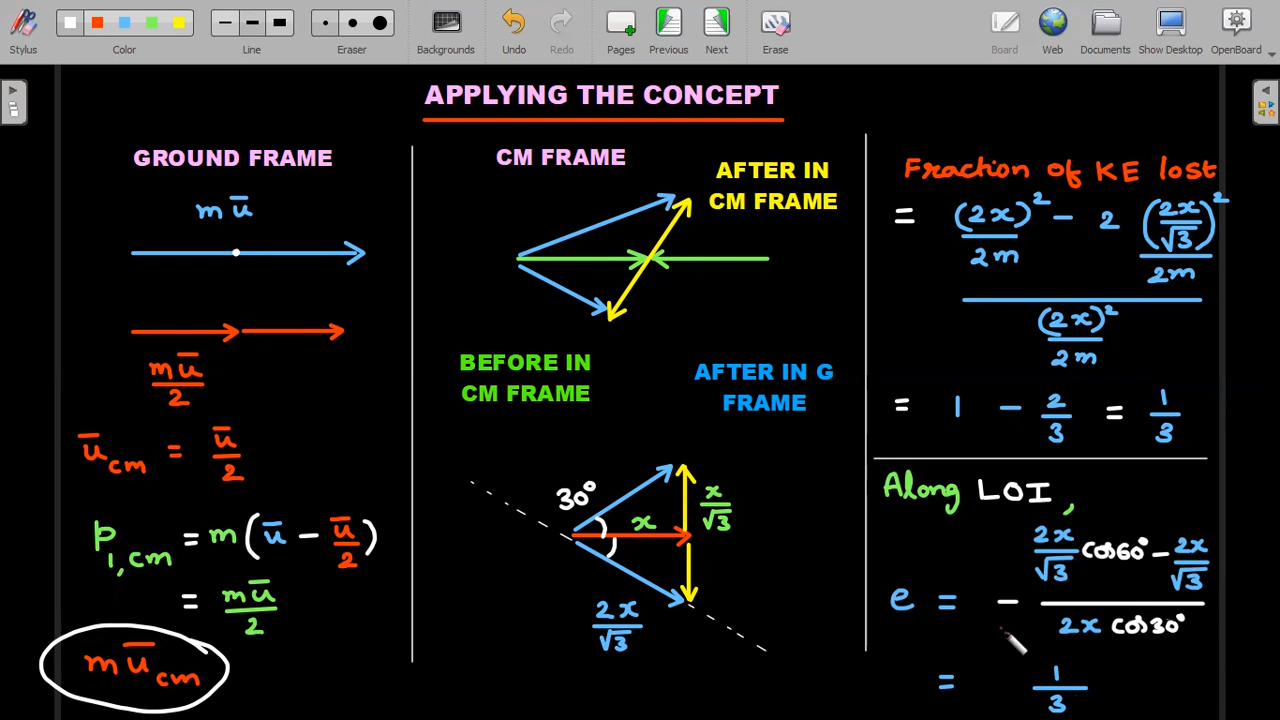 Stylus Color Line Eraser Backgrounds Undo Redo Pages Previous Next Erase Board Web Documents Show Desktop OpenBoard
APPLYING THE CONCEPT
GROUND FRAME
m u̅
m u̅ / 2
u̅cm = u̅ / 2
P1,cm = m ( u̅ − u̅ / 2 )
= m u̅ / 2
m u̅cm
CM FRAME
AFTER IN
CM FRAME
BEFORE IN
CM FRAME
AFTER IN G
FRAME
30°
x
x / √3
2x / √3
Fraction of KE lost
= ( (2x)² / 2m − 2 (2x / √3)² / 2m ) / ( (2x)² / 2m )
= 1 − 2 / 3 = 1 / 3
Along LOI,
e = − ( 2x / √3 cos60° − 2x / √3 ) / ( 2x cos30° )
= 1 / 3